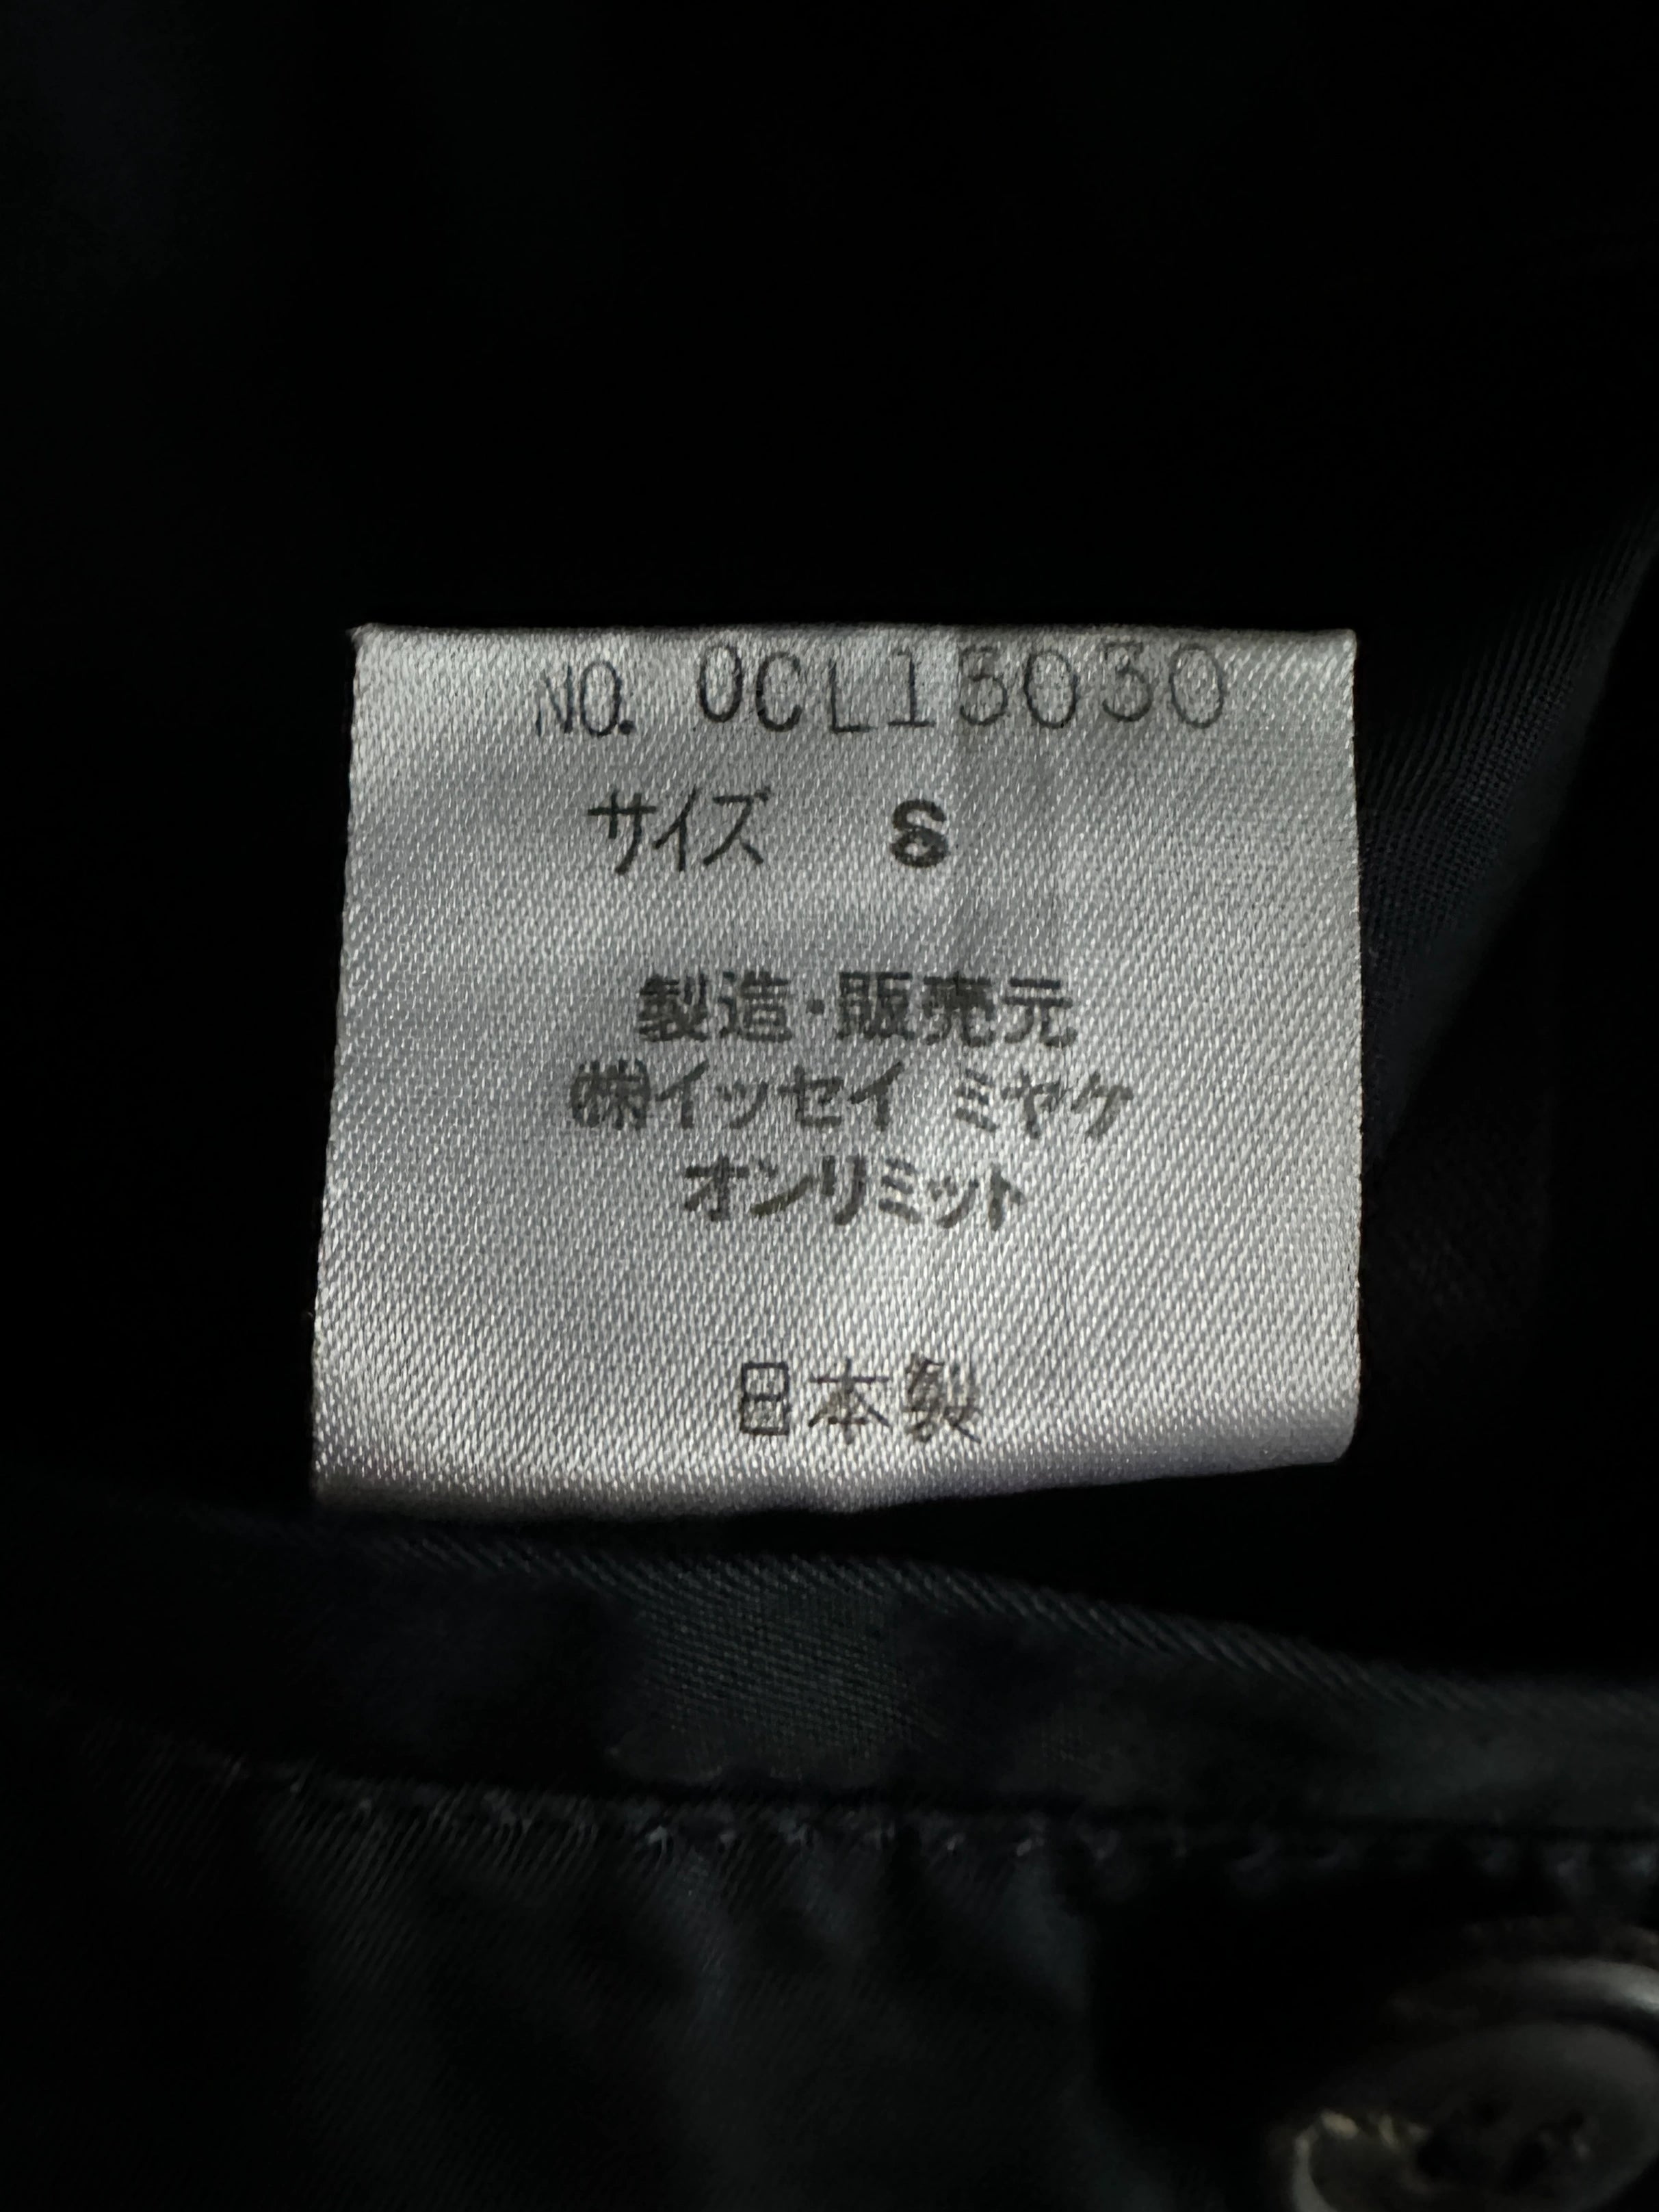 NO. OCL13030
サイズ S
製造・販売元
㈱イッセイ ミヤケ
オンリミット
日本製